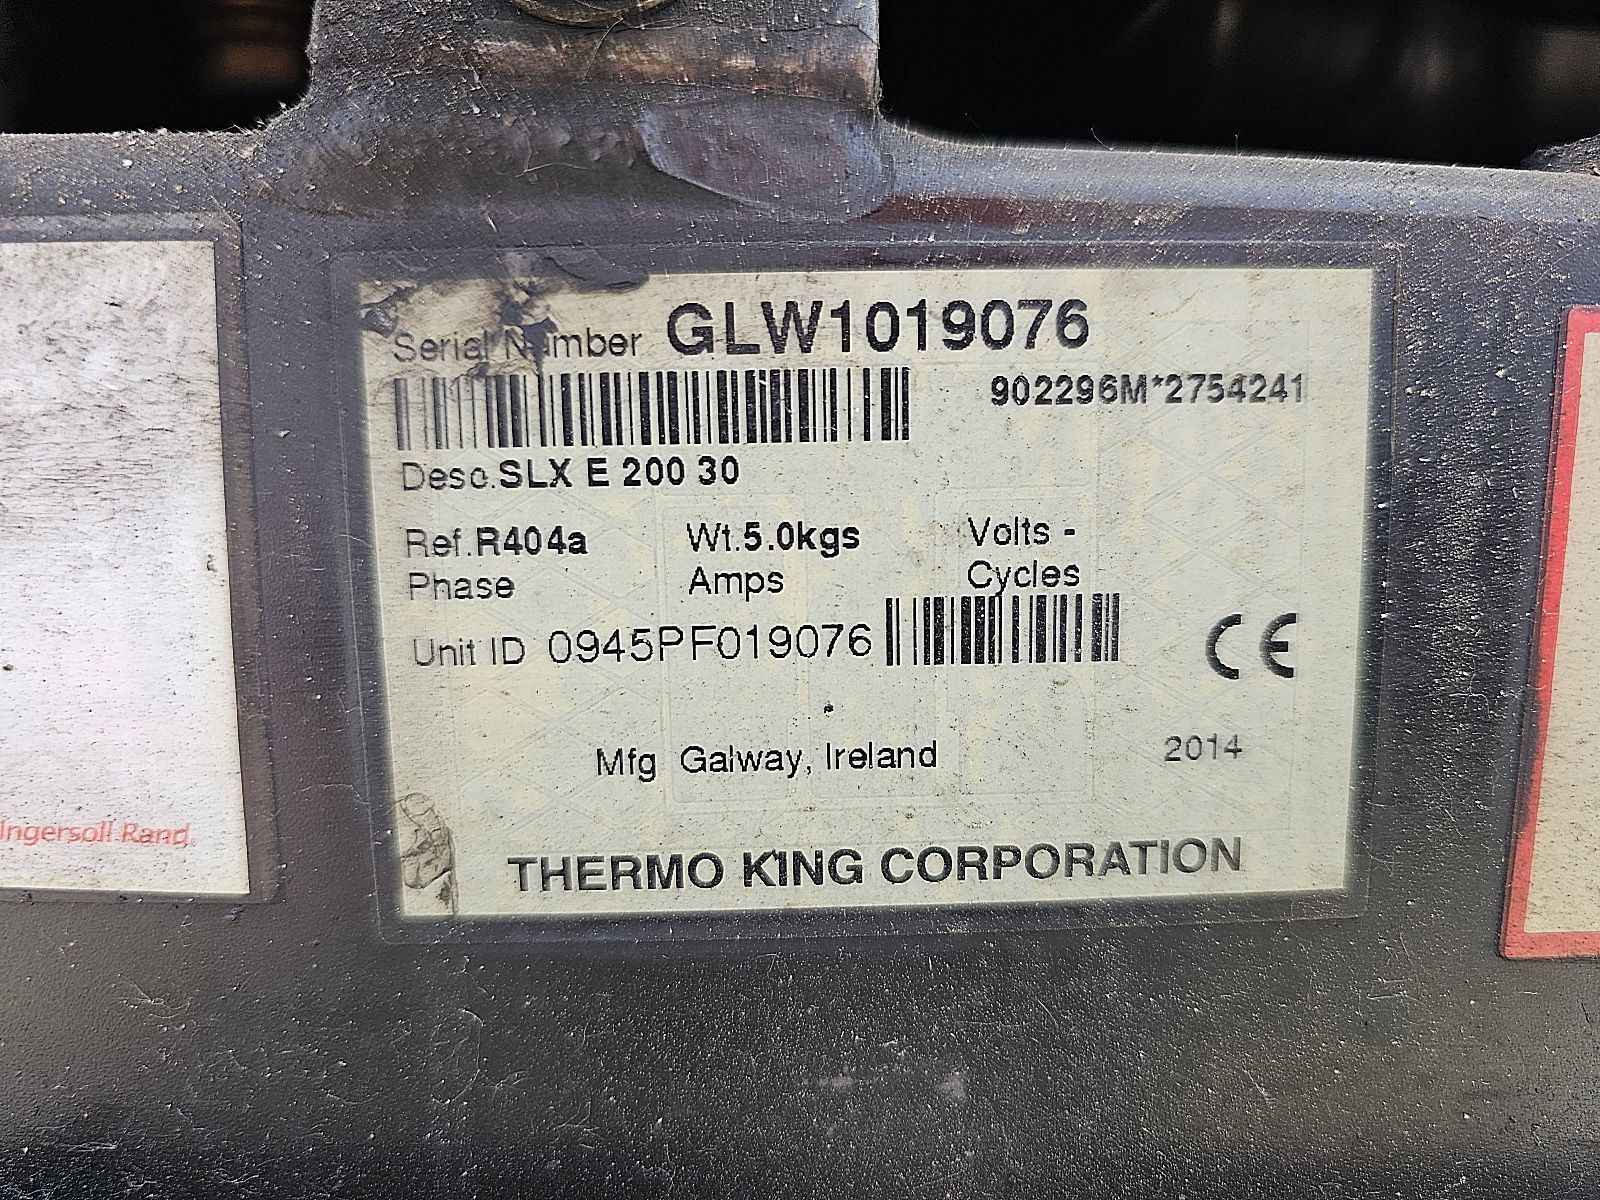 Serial Number GLW1019076
902296M*2754241
Desc.SLX E 200 30
Ref.R404a Wt.5.0kgs Volts -
Phase Amps Cycles
Unit ID 0945PF019076
CE
Mfg Galway, Ireland 2014
THERMO KING CORPORATION
Ingersoll Rand.